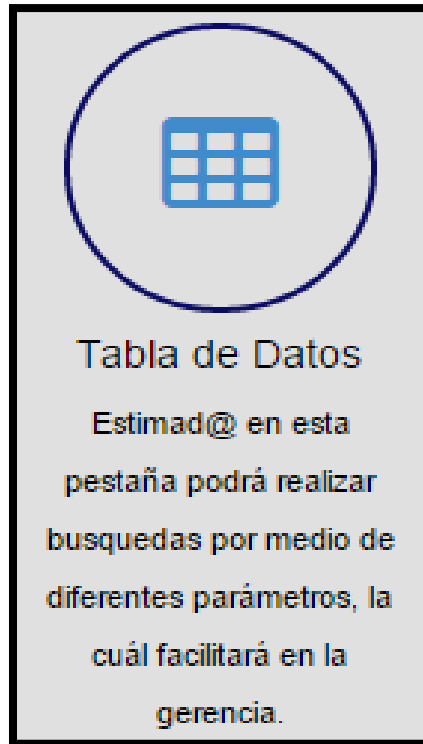 Tabla de Datos
Estimad@ en esta
pestaña podrá realizar
busquedas por medio de
diferentes parámetros, la
cuál facilitará en la
gerencia.